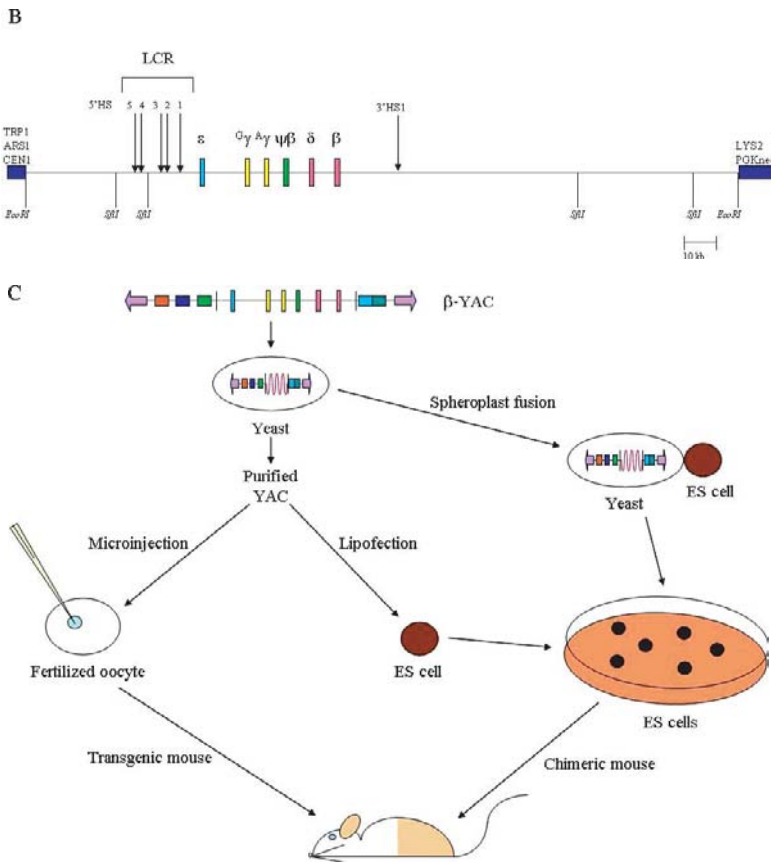 B
LCR
5'HS 5 4 3 2 1
3'HS1
TRP1
ARS1
CEN1
ε Gγ Aγ ψβ δ β
LYS2
PGKneo
EcoRI SfiI SfiI SfiI SfiI EcoRI
10 kb
C
β-YAC
Spheroplast fusion
Yeast
Purified
YAC
Yeast
ES cell
Microinjection
Lipofection
Fertilized oocyte
ES cell
ES cells
Transgenic mouse
Chimeric mouse